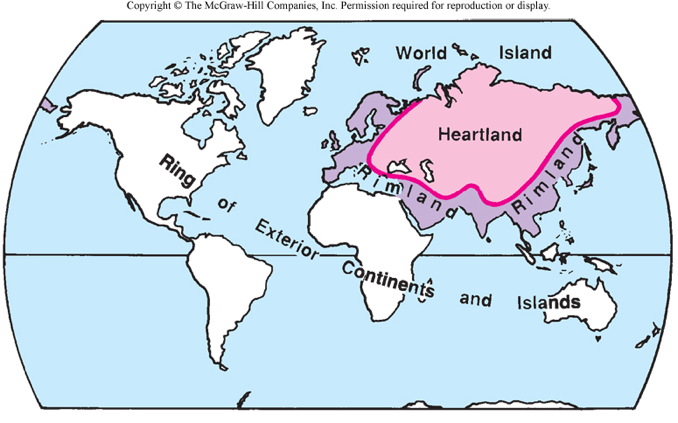 Copyright © The McGraw-Hill Companies, Inc. Permission required for reproduction or display.
World Island
Heartland
Rimland
Rimland
Ring of Exterior Continents and Islands